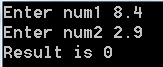 Enter num1 8.4
Enter num2 2.9
Result is 0